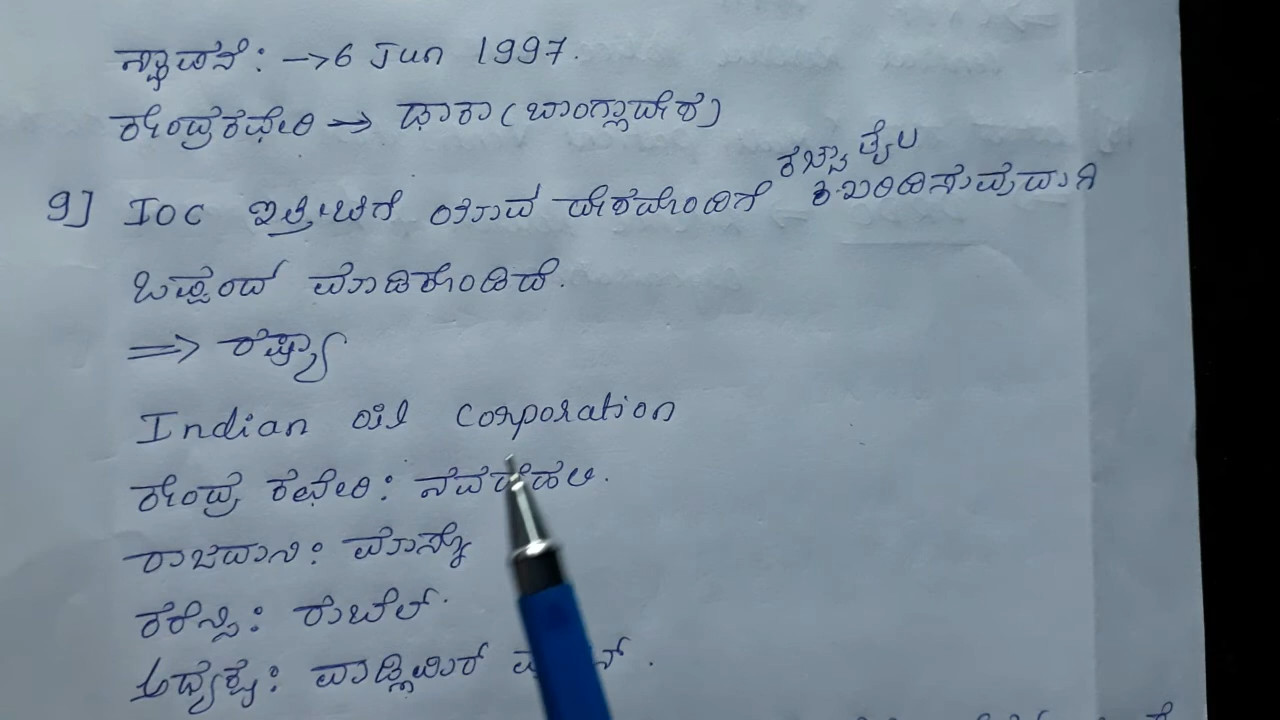 ಸ್ಥಾಪನೆ: → 6 Jun 1997.
ಕೇಂದ್ರಕಛೇರಿ ⇒ ಢಾಕಾ (ಬಾಂಗ್ಲಾದೇಶ)
ಕಚ್ಚಾ ತೈಲ
9] IOC ಇತ್ತೀಚೆಗೆ ಯಾವ ದೇಶದೊಂದಿಗೆ ಖರೀದಿಸುವುದಾಗಿ
ಒಪ್ಪಂದ ಮಾಡಿಕೊಂಡಿದೆ.
⇒ ರಷ್ಯಾ
Indian oil corporation
ಕೇಂದ್ರ ಕಛೇರಿ: ನವದೆಹಲಿ.
ರಾಜಧಾನಿ: ಮಾಸ್ಕೋ
ಕರೆನ್ಸಿ: ರುಬೆಲ್.
ಅಧ್ಯಕ್ಷ: ವಾಡ್ಲಿಮಿರ್